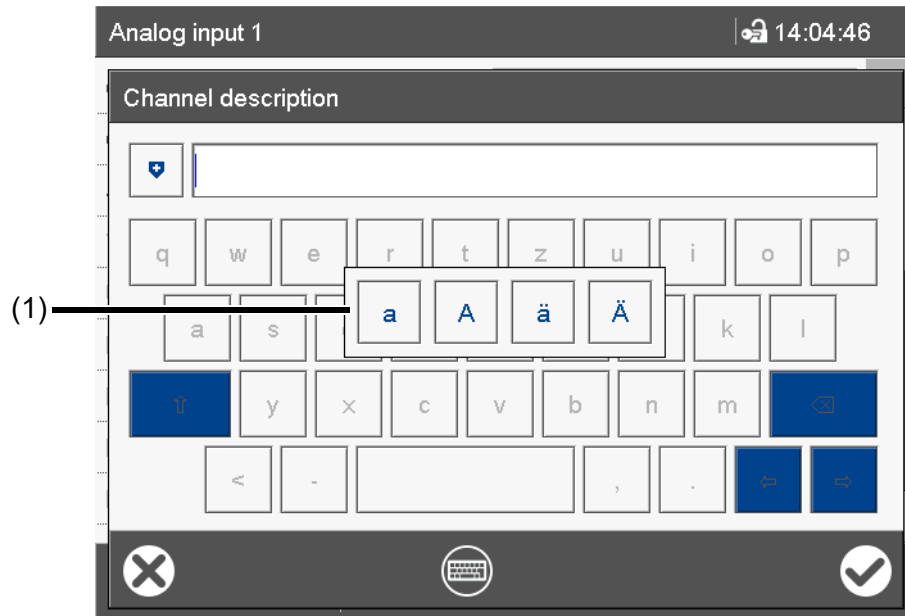 Analog input 1 14:04:46
Channel description
q w e r t z u i o p
(1) a A ä Ä
a s k l
y x c v b n m
< - , .